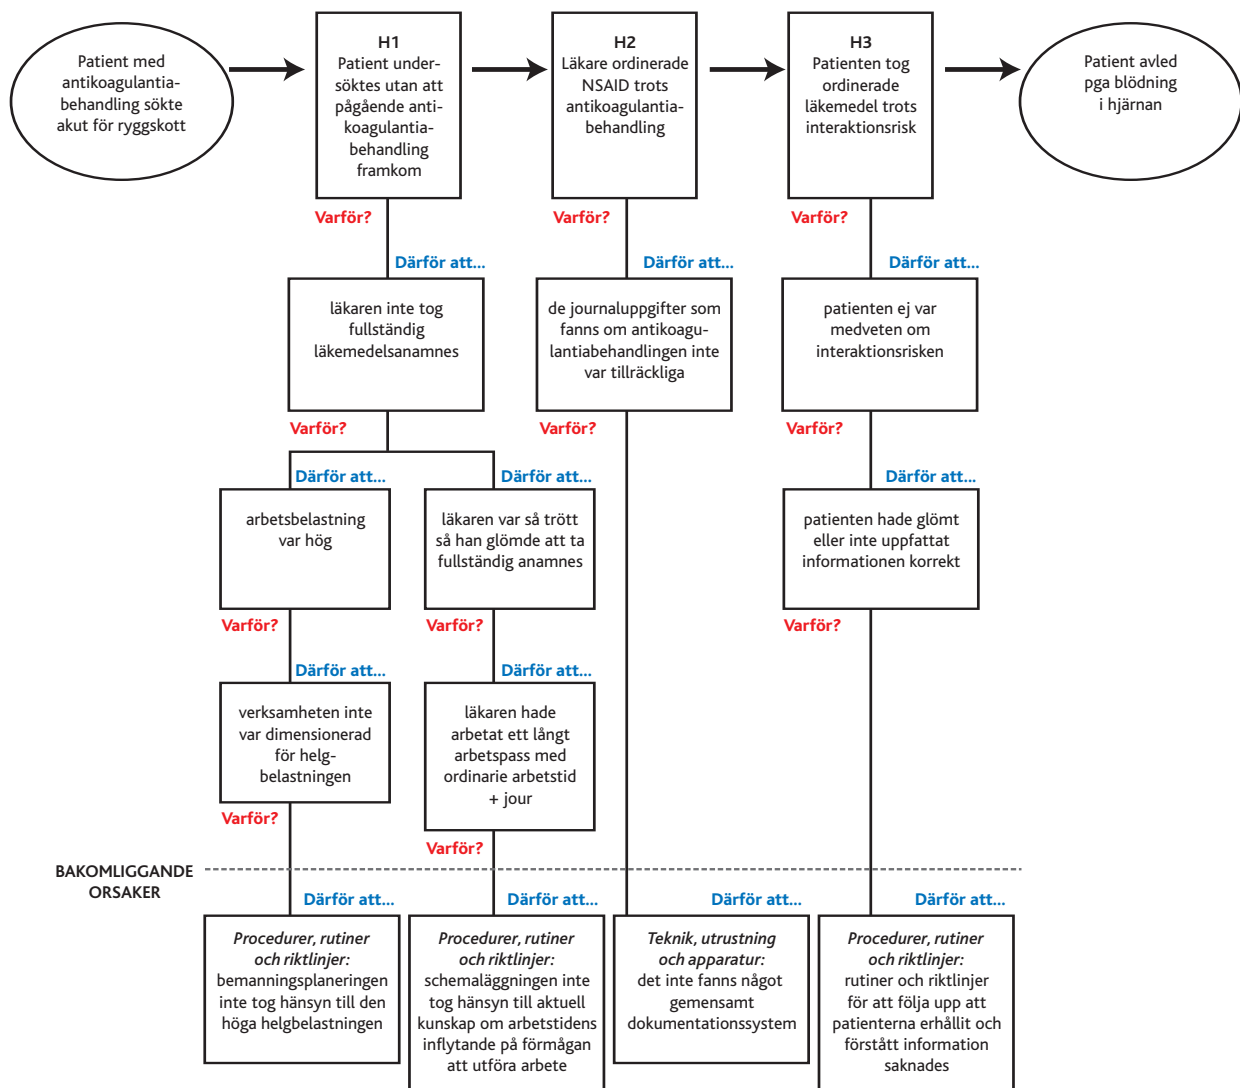 Patient med
antikoagulantia-
behandling sökte
akut för ryggskott
H1
Patient under-
söktes utan att
pågående anti-
koagulantia-
behandling
framkom
H2
Läkare ordinerade
NSAID trots
antikoagulantia-
behandling
H3
Patienten tog
ordinerade
läkemedel trots
interaktionsrisk
Patient avled
pga blödning
i hjärnan
Varför?
Varför?
Varför?
Därför att...
Därför att...
Därför att...
läkaren inte tog
fullständig
läkemedelsanamnes
de journaluppgifter som
fanns om antikoagu-
lantiabehandlingen inte
var tillräckliga
patienten ej var
medveten om
interaktionsrisken
Varför?
Varför?
Varför?
Därför att...
Därför att...
Därför att...
arbetsbelastning
var hög
läkaren var så trött
så han glömde att ta
fullständig anamnes
patienten hade glömt
eller inte uppfattat
informationen korrekt
Varför?
Varför?
Varför?
Därför att...
Därför att...
verksamheten inte
var dimensionerad
för helg-
belastningen
läkaren hade
arbetat ett långt
arbetspass med
ordinarie arbetstid
+ jour
Varför?
Varför?
BAKOMLIGGANDE
ORSAKER
Därför att...
Därför att...
Därför att...
Därför att...
Procedurer, rutiner
och riktlinjer:
bemanningsplaneringen
inte tog hänsyn till den
höga helgbelastningen
Procedurer, rutiner
och riktlinjer:
schemaläggningen inte
tog hänsyn till aktuell
kunskap om arbetstidens
inflytande på förmågan
att utföra arbete
Teknik, utrustning
och apparatur:
det inte fanns något
gemensamt
dokumentationssystem
Procedurer, rutiner
och riktlinjer:
rutiner och riktlinjer
för att följa upp att
patienterna erhållit och
förstått information
saknades